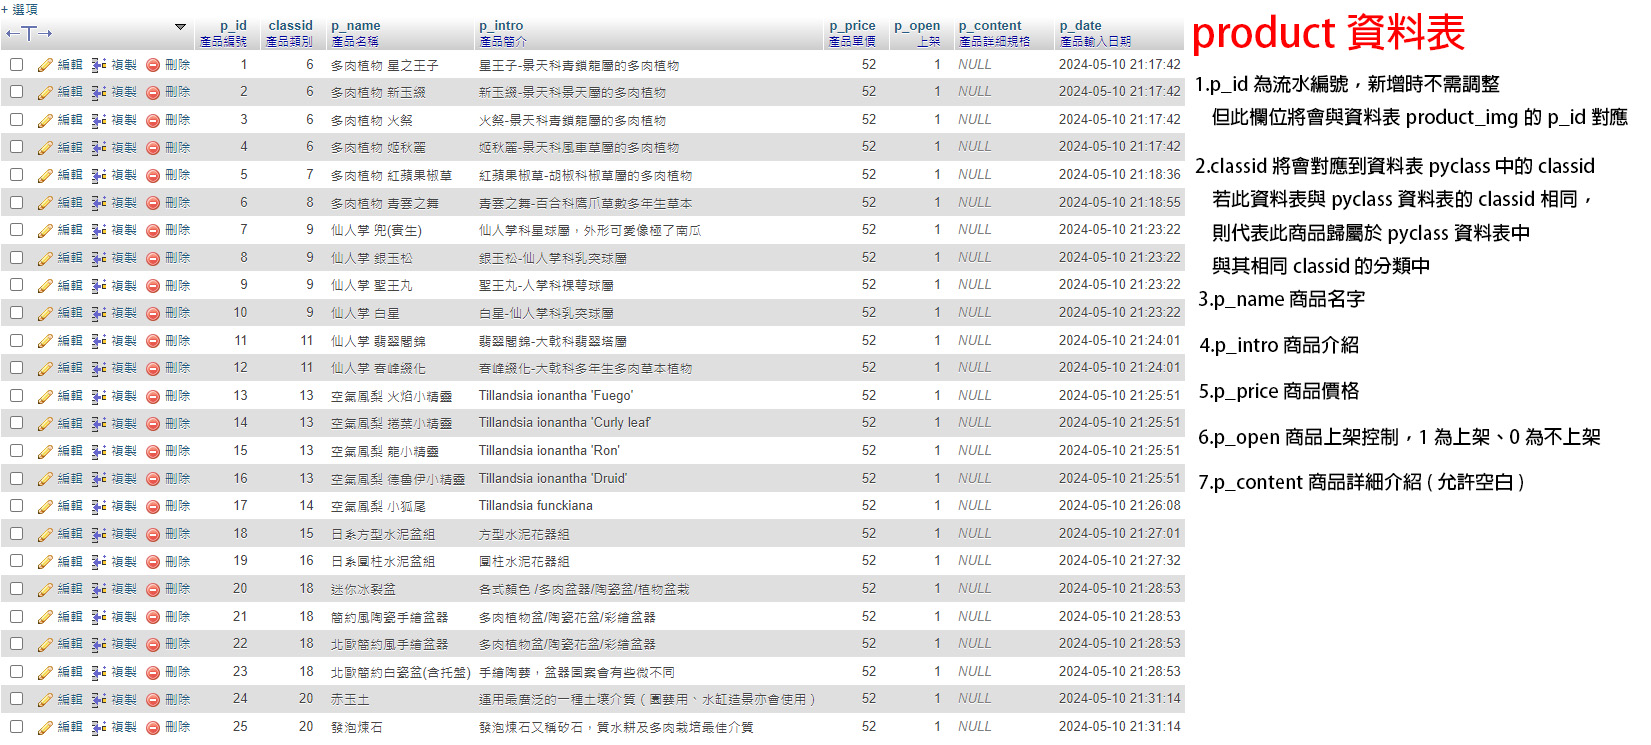 + 選項
←T→ p_id classid p_name p_intro p_price p_open p_content p_date
產品編號 產品類別 產品名稱 產品簡介 產品單價 上架 產品詳細規格 產品輸入日期
編輯 複製 刪除 1 6 多肉植物 星之王子 星王子-景天科青鎖龍屬的多肉植物 52 1 NULL 2024-05-10 21:17:42
編輯 複製 刪除 2 6 多肉植物 新玉綴 新玉綴-景天科景天屬的多肉植物 52 1 NULL 2024-05-10 21:17:42
編輯 複製 刪除 3 6 多肉植物 火祭 火祭-景天科青鎖龍屬的多肉植物 52 1 NULL 2024-05-10 21:17:42
編輯 複製 刪除 4 6 多肉植物 姬秋麗 姬秋麗-景天科風車草屬的多肉植物 52 1 NULL 2024-05-10 21:17:42
編輯 複製 刪除 5 7 多肉植物 紅蘋果椒草 紅蘋果椒草-胡椒科椒草屬的多肉植物 52 1 NULL 2024-05-10 21:18:36
編輯 複製 刪除 6 8 多肉植物 青雲之舞 青雲之舞-百合科鷹爪草數多年生草本 52 1 NULL 2024-05-10 21:18:55
編輯 複製 刪除 7 9 仙人掌 兜(實生) 仙人掌科星球屬，外形可愛像極了南瓜 52 1 NULL 2024-05-10 21:23:22
編輯 複製 刪除 8 9 仙人掌 銀玉松 銀玉松-仙人掌科乳突球屬 52 1 NULL 2024-05-10 21:23:22
編輯 複製 刪除 9 9 仙人掌 聖王丸 聖王丸-人掌科裸萼球屬 52 1 NULL 2024-05-10 21:23:22
編輯 複製 刪除 10 9 仙人掌 白星 白星-仙人掌科乳突球屬 52 1 NULL 2024-05-10 21:23:22
編輯 複製 刪除 11 11 仙人掌 翡翠閣錦 翡翠閣錦-大戟科翡翠塔屬 52 1 NULL 2024-05-10 21:24:01
編輯 複製 刪除 12 11 仙人掌 春峰綴化 春峰綴化-大戟科多年生多肉草本植物 52 1 NULL 2024-05-10 21:24:01
編輯 複製 刪除 13 13 空氣鳳梨 火焰小精靈 Tillandsia ionantha 'Fuego' 52 1 NULL 2024-05-10 21:25:51
編輯 複製 刪除 14 13 空氣鳳梨 捲葉小精靈 Tillandsia ionantha 'Curly leaf' 52 1 NULL 2024-05-10 21:25:51
編輯 複製 刪除 15 13 空氣鳳梨 龍小精靈 Tillandsia ionantha 'Ron' 52 1 NULL 2024-05-10 21:25:51
編輯 複製 刪除 16 13 空氣鳳梨 德魯伊小精靈 Tillandsia ionantha 'Druid' 52 1 NULL 2024-05-10 21:25:51
編輯 複製 刪除 17 14 空氣鳳梨 小狐尾 Tillandsia funckiana 52 1 NULL 2024-05-10 21:26:08
編輯 複製 刪除 18 15 日系方型水泥盆組 方型水泥花器組 52 1 NULL 2024-05-10 21:27:01
編輯 複製 刪除 19 16 日系圓柱水泥盆組 圓柱水泥花器組 52 1 NULL 2024-05-10 21:27:32
編輯 複製 刪除 20 18 迷你冰裂盆 各式顏色 /多肉盆器/陶瓷盆/植物盆栽 52 1 NULL 2024-05-10 21:28:53
編輯 複製 刪除 21 18 簡約風陶瓷手繪盆器 多肉植物盆/陶瓷花盆/彩繪盆器 52 1 NULL 2024-05-10 21:28:53
編輯 複製 刪除 22 18 北歐簡約風手繪盆器 多肉植物盆/陶瓷花盆/彩繪盆器 52 1 NULL 2024-05-10 21:28:53
編輯 複製 刪除 23 18 北歐簡約白瓷盆(含托盤) 手繪陶藝，盆器圖案會有些微不同 52 1 NULL 2024-05-10 21:28:53
編輯 複製 刪除 24 20 赤玉土 運用最廣泛的一種土壤介質 ( 園藝用、水缸造景亦會使用 ) 52 1 NULL 2024-05-10 21:31:14
編輯 複製 刪除 25 20 發泡煉石 發泡煉石又稱矽石，質水耕及多肉栽培最佳介質 52 1 NULL 2024-05-10 21:31:14
product 資料表
1.p_id 為流水編號，新增時不需調整
但此欄位將會與資料表 product_img 的 p_id 對應
2.classid 將會對應到資料表 pyclass 中的 classid
若此資料表與 pyclass 資料表的 classid 相同，
則代表此商品歸屬於 pyclass 資料表中
與其相同 classid 的分類中
3.p_name 商品名字
4.p_intro 商品介紹
5.p_price 商品價格
6.p_open 商品上架控制，1 為上架、0 為不上架
7.p_content 商品詳細介紹 ( 允許空白 )